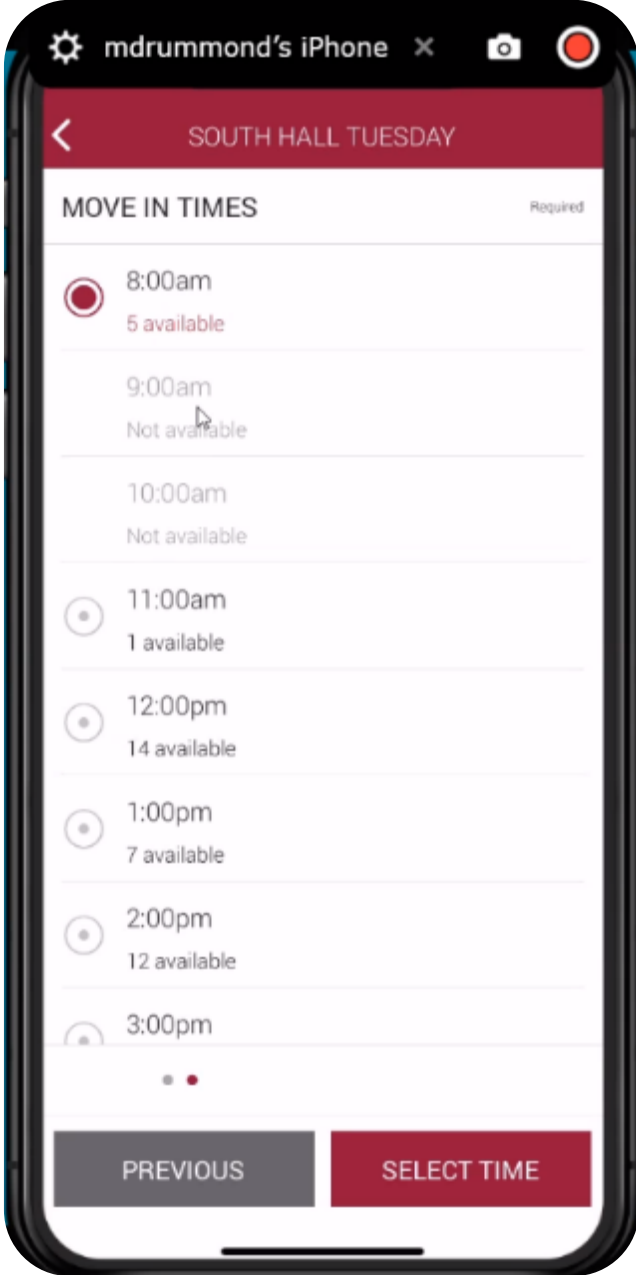 mdrummond's iPhone
SOUTH HALL TUESDAY
MOVE IN TIMES
Required
8:00am
5 available
9:00am
Not available
10:00am
Not available
11:00am
1 available
12:00pm
14 available
1:00pm
7 available
2:00pm
12 available
3:00pm
PREVIOUS
SELECT TIME